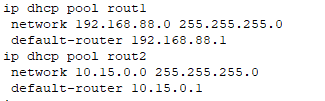 ip dhcp pool rout1
 network 192.168.88.0 255.255.255.0
 default-router 192.168.88.1
ip dhcp pool rout2
 network 10.15.0.0 255.255.255.0
 default-router 10.15.0.1